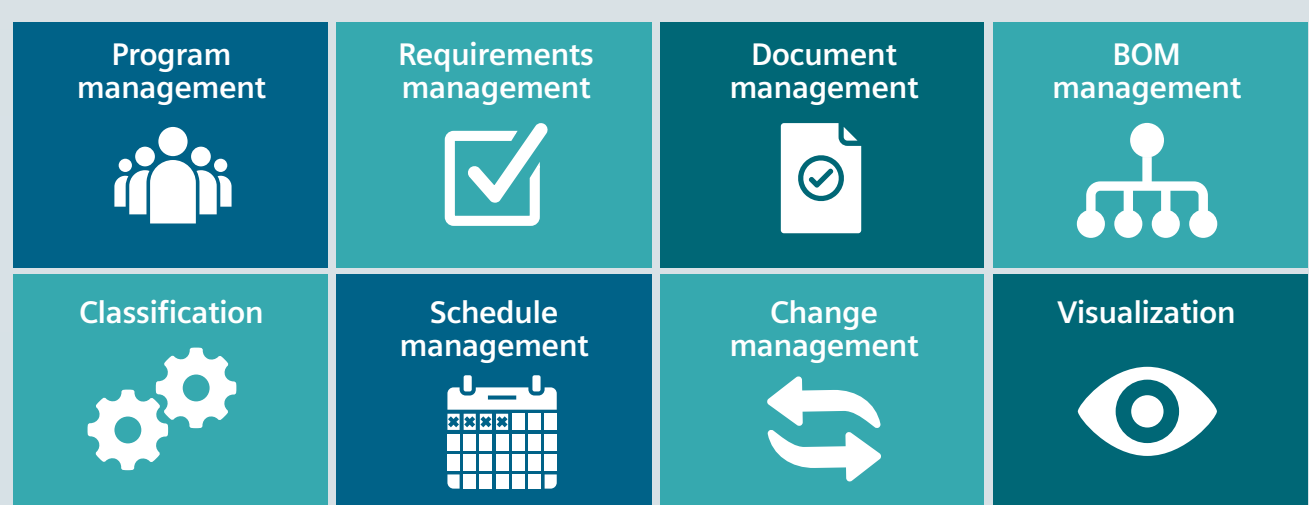 Program
management
Requirements
management
Document
management
BOM
management
Classification
Schedule
management
Change
management
Visualization